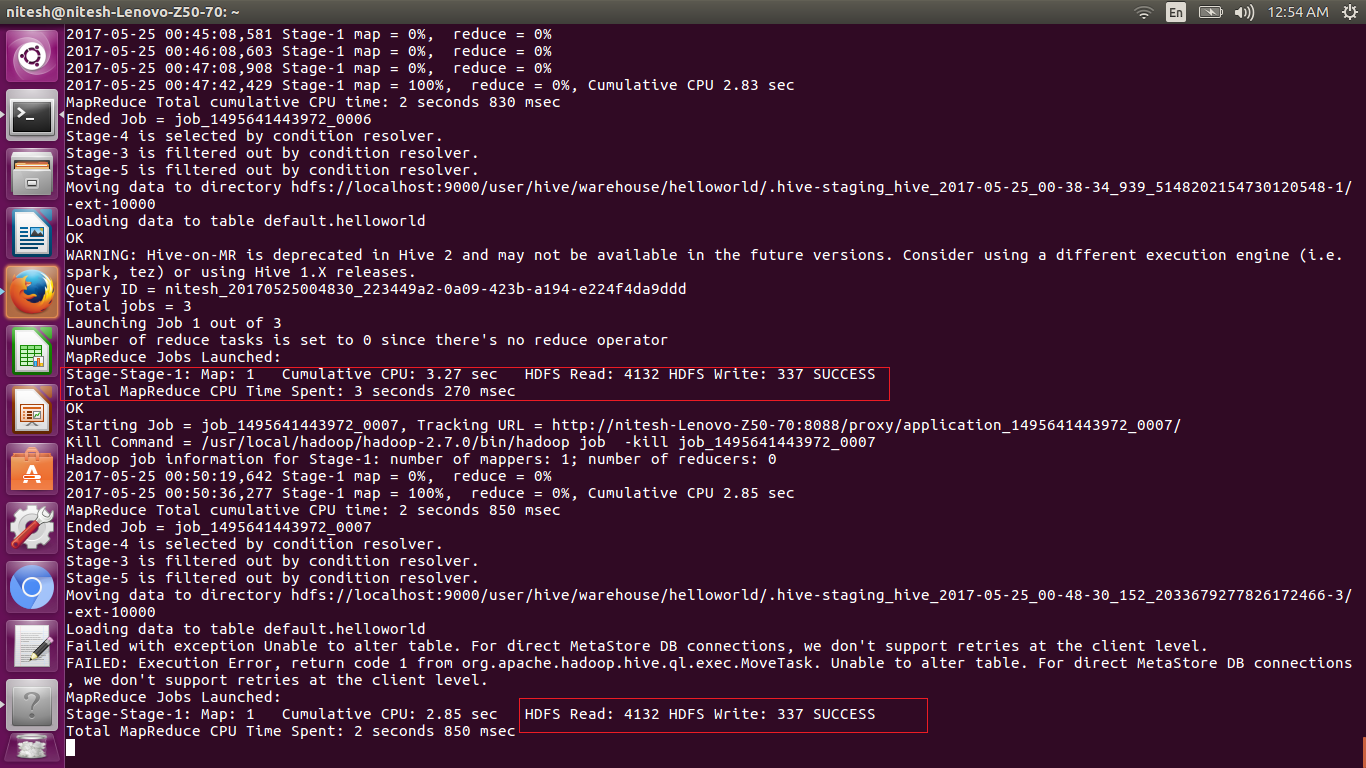 nitesh@nitesh-Lenovo-Z50-70: ~
En
12:54 AM
2017-05-25 00:45:08,581 Stage-1 map = 0%,  reduce = 0%
2017-05-25 00:46:08,603 Stage-1 map = 0%,  reduce = 0%
2017-05-25 00:47:08,908 Stage-1 map = 0%,  reduce = 0%
2017-05-25 00:47:42,429 Stage-1 map = 100%,  reduce = 0%, Cumulative CPU 2.83 sec
MapReduce Total cumulative CPU time: 2 seconds 830 msec
Ended Job = job_1495641443972_0006
Stage-4 is selected by condition resolver.
Stage-3 is filtered out by condition resolver.
Stage-5 is filtered out by condition resolver.
Moving data to directory hdfs://localhost:9000/user/hive/warehouse/helloworld/.hive-staging_hive_2017-05-25_00-38-34_939_5148202154730120548-1/
-ext-10000
Loading data to table default.helloworld
OK
WARNING: Hive-on-MR is deprecated in Hive 2 and may not be available in the future versions. Consider using a different execution engine (i.e.
spark, tez) or using Hive 1.X releases.
Query ID = nitesh_20170525004830_223449a2-0a09-423b-a194-e224f4da9ddd
Total jobs = 3
Launching Job 1 out of 3
Number of reduce tasks is set to 0 since there's no reduce operator
MapReduce Jobs Launched:
Stage-Stage-1: Map: 1   Cumulative CPU: 3.27 sec   HDFS Read: 4132 HDFS Write: 337 SUCCESS
Total MapReduce CPU Time Spent: 3 seconds 270 msec
OK
Starting Job = job_1495641443972_0007, Tracking URL = http://nitesh-Lenovo-Z50-70:8088/proxy/application_1495641443972_0007/
Kill Command = /usr/local/hadoop/hadoop-2.7.0/bin/hadoop job  -kill job_1495641443972_0007
Hadoop job information for Stage-1: number of mappers: 1; number of reducers: 0
2017-05-25 00:50:19,642 Stage-1 map = 0%,  reduce = 0%
2017-05-25 00:50:36,277 Stage-1 map = 100%,  reduce = 0%, Cumulative CPU 2.85 sec
MapReduce Total cumulative CPU time: 2 seconds 850 msec
Ended Job = job_1495641443972_0007
Stage-4 is selected by condition resolver.
Stage-3 is filtered out by condition resolver.
Stage-5 is filtered out by condition resolver.
Moving data to directory hdfs://localhost:9000/user/hive/warehouse/helloworld/.hive-staging_hive_2017-05-25_00-48-30_152_2033679277826172466-3/
-ext-10000
Loading data to table default.helloworld
Failed with exception Unable to alter table. For direct MetaStore DB connections, we don't support retries at the client level.
FAILED: Execution Error, return code 1 from org.apache.hadoop.hive.ql.exec.MoveTask. Unable to alter table. For direct MetaStore DB connections
, we don't support retries at the client level.
MapReduce Jobs Launched:
Stage-Stage-1: Map: 1   Cumulative CPU: 2.85 sec   HDFS Read: 4132 HDFS Write: 337 SUCCESS
Total MapReduce CPU Time Spent: 2 seconds 850 msec